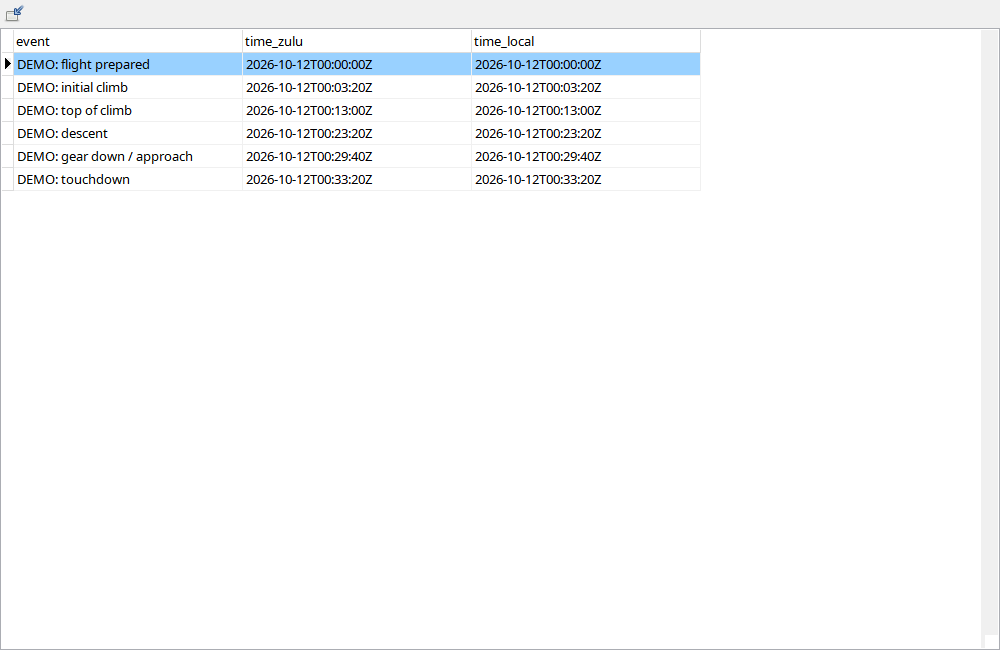 event time_zulu time_local
DEMO: flight prepared 2026-10-12T00:00:00Z 2026-10-12T00:00:00Z
DEMO: initial climb 2026-10-12T00:03:20Z 2026-10-12T00:03:20Z
DEMO: top of climb 2026-10-12T00:13:00Z 2026-10-12T00:13:00Z
DEMO: descent 2026-10-12T00:23:20Z 2026-10-12T00:23:20Z
DEMO: gear down / approach 2026-10-12T00:29:40Z 2026-10-12T00:29:40Z
DEMO: touchdown 2026-10-12T00:33:20Z 2026-10-12T00:33:20Z